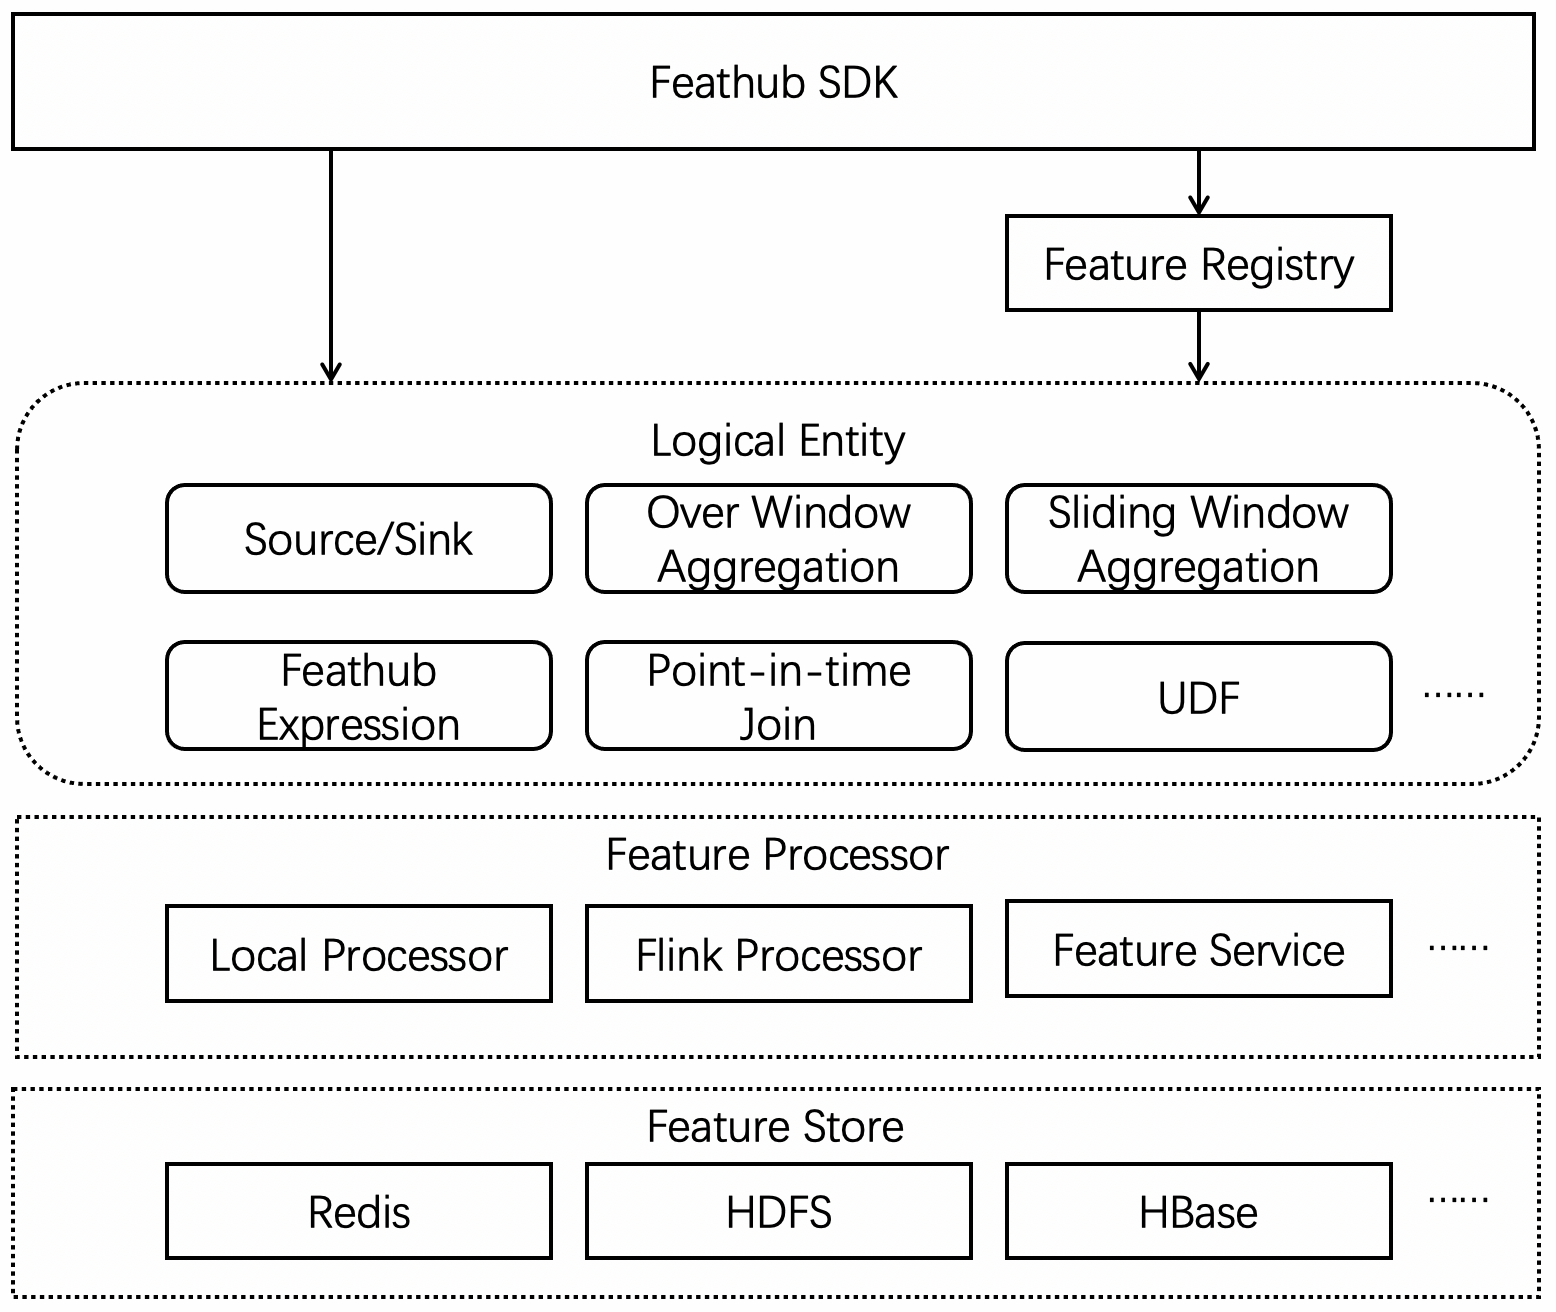 Feathub SDK
Feature Registry
Logical Entity
Source/Sink
Over Window
Aggregation
Sliding Window
Aggregation
Feathub
Expression
Point-in-time
Join
UDF
......
Feature Processor
Local Processor
Flink Processor
Feature Service
......
Feature Store
Redis
HDFS
HBase
......